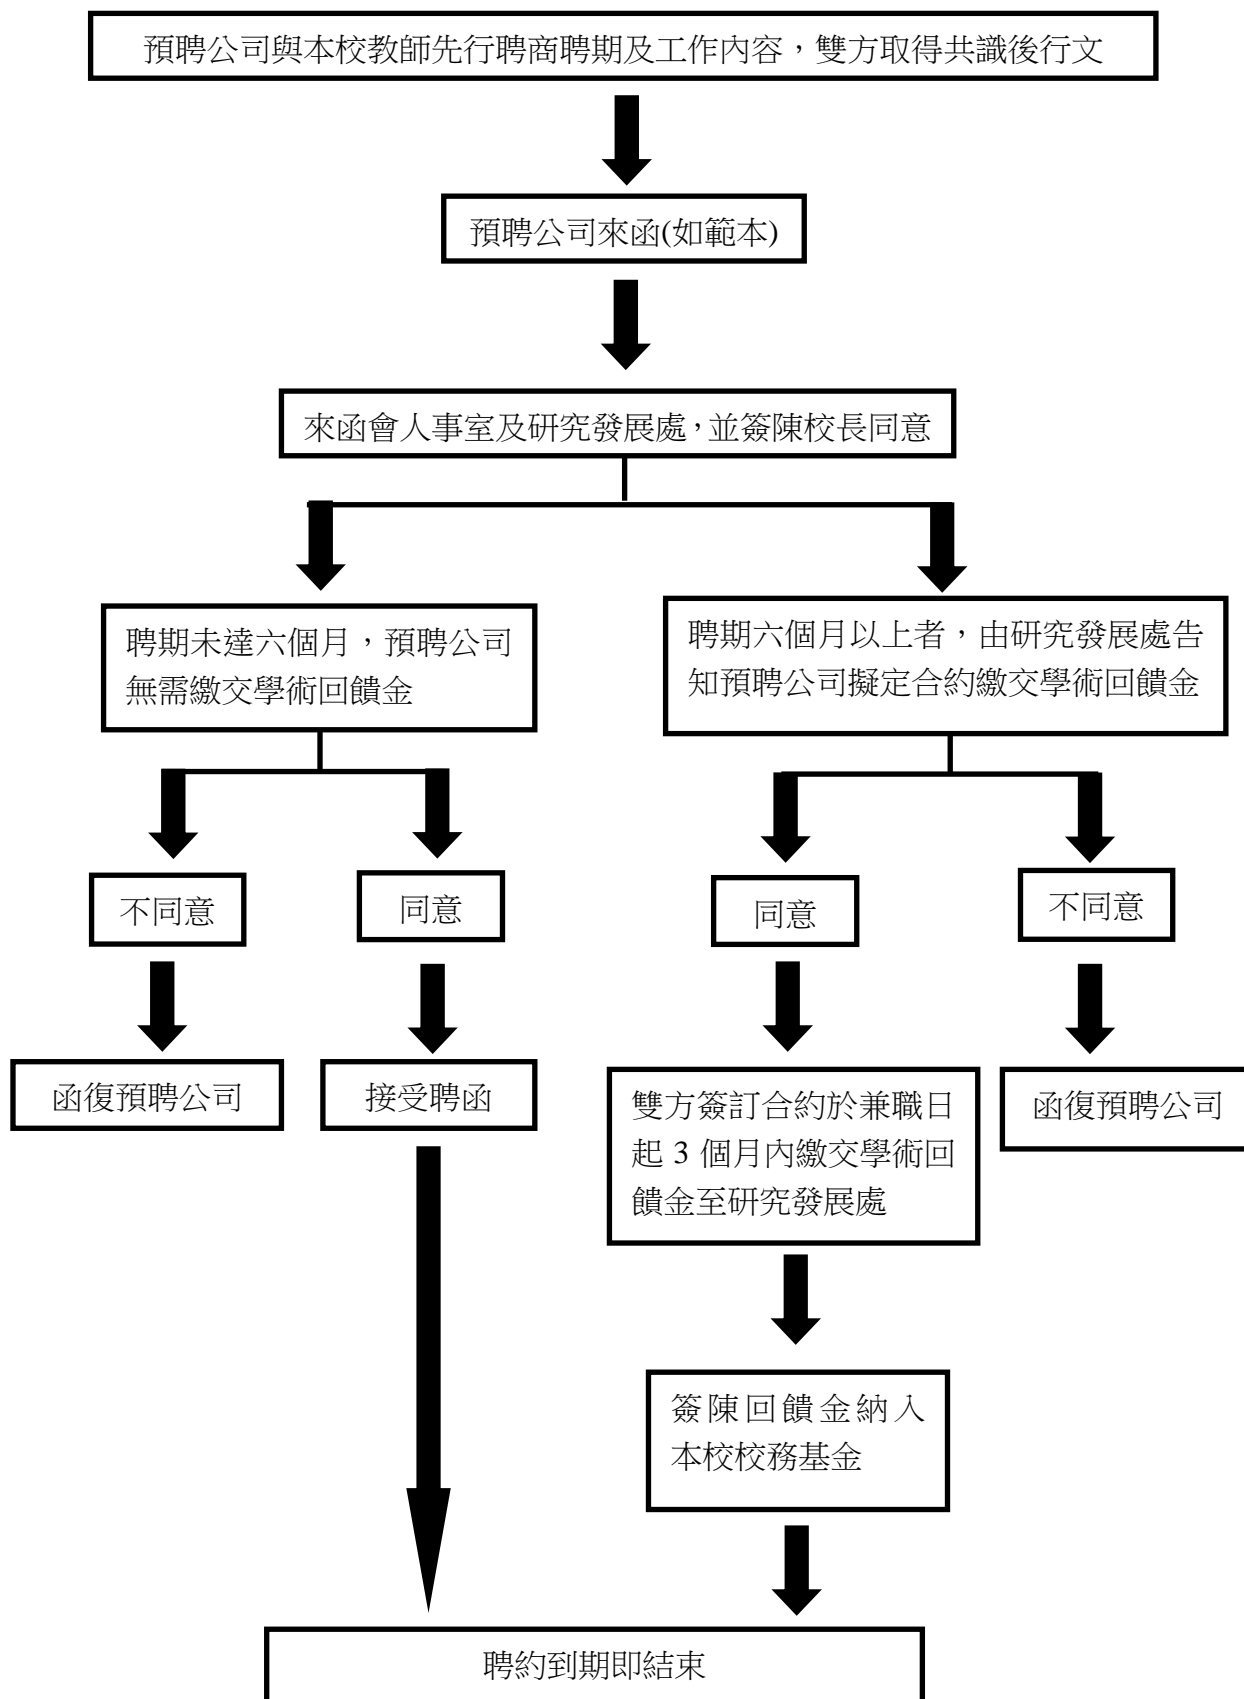 預聘公司與本校教師先行聘商聘期及工作內容，雙方取得共識後行文
預聘公司來函(如範本)
來函會人事室及研究發展處，並簽陳校長同意
聘期未達六個月，預聘公司
無需繳交學術回饋金
聘期六個月以上者，由研究發展處告
知預聘公司擬定合約繳交學術回饋金
不同意
同意
同意
不同意
函復預聘公司
接受聘函
雙方簽訂合約於兼職日
起 3 個月內繳交學術回
饋金至研究發展處
函復預聘公司
簽陳回饋金納入
本校校務基金
聘約到期即結束